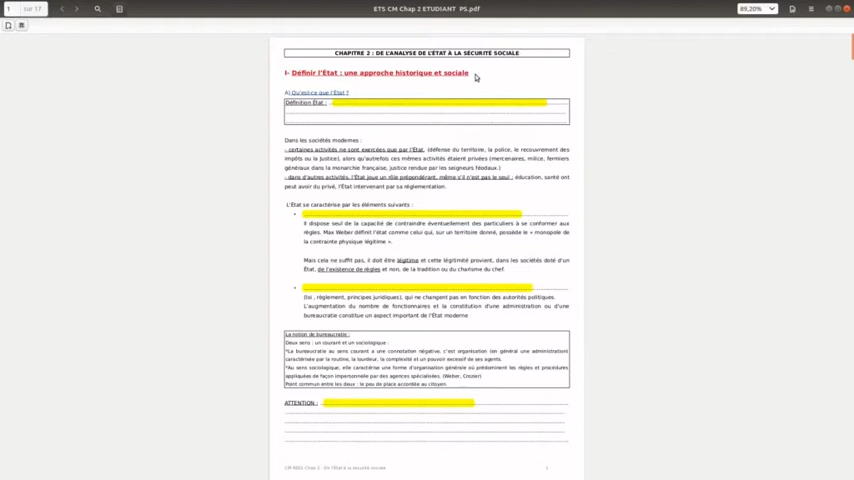 1
sur 17
ETS CM Chap 2 ETUDIANT PS.pdf
89,20%
CHAPITRE 2 : DE L'ANALYSE DE L'ÉTAT À LA SÉCURITÉ SOCIALE
I- Définir l'État : une approche historique et sociale
A) Qu'est-ce que l'État ?
Définition État :
Dans les sociétés modernes :
- certaines activités ne sont exercées que par l'État, (défense du territoire, la police, le recouvrement des
impôts ou la justice), alors qu'autrefois ces mêmes activités étaient privées (mercenaires, milice, fermiers
généraux dans la monarchie française, justice rendue par les seigneurs féodaux.)
- dans d'autres activités, l'État joue un rôle prépondérant, même s'il n'est pas le seul : éducation, santé ont
peut avoir du privé, l'État intervenant par sa réglementation.
L'État se caractérise par les éléments suivants :
Il dispose seul de la capacité de contraindre éventuellement des particuliers à se conformer aux
règles. Max Weber définit l'état comme celui qui, sur un territoire donné, possède le « monopole de
la contrainte physique légitime ».
Mais cela ne suffit pas, il doit être légitime et cette légitimité provient, dans les sociétés doté d'un
État, de l'existence de règles et non, de la tradition ou du charisme du chef.
(loi , règlement, principes juridiques), qui ne changent pas en fonction des autorités politiques.
L'augmentation du nombre de fonctionnaires et la constitution d'une administration ou d'une
bureaucratie constitue un aspect important de l'État moderne
La notion de bureaucratie :
Deux sens : un courant et un sociologique :
*La bureaucratie au sens courant a une connotation négative, c'est organisation (en général une administration)
caractérisée par la routine, la lourdeur, la complexité et un pouvoir excessif de ses agents.
*Au sens sociologique, elle caractérise une forme d'organisation générale où prédominent les règles et procédures
appliquées de façon impersonnelle par des agences spécialisées. (Weber, Crozier)
Point commun entre les deux : le peu de place accordée au citoyen.
ATTENTION :
Chap 2 : De l'État à la sécurité sociale
1